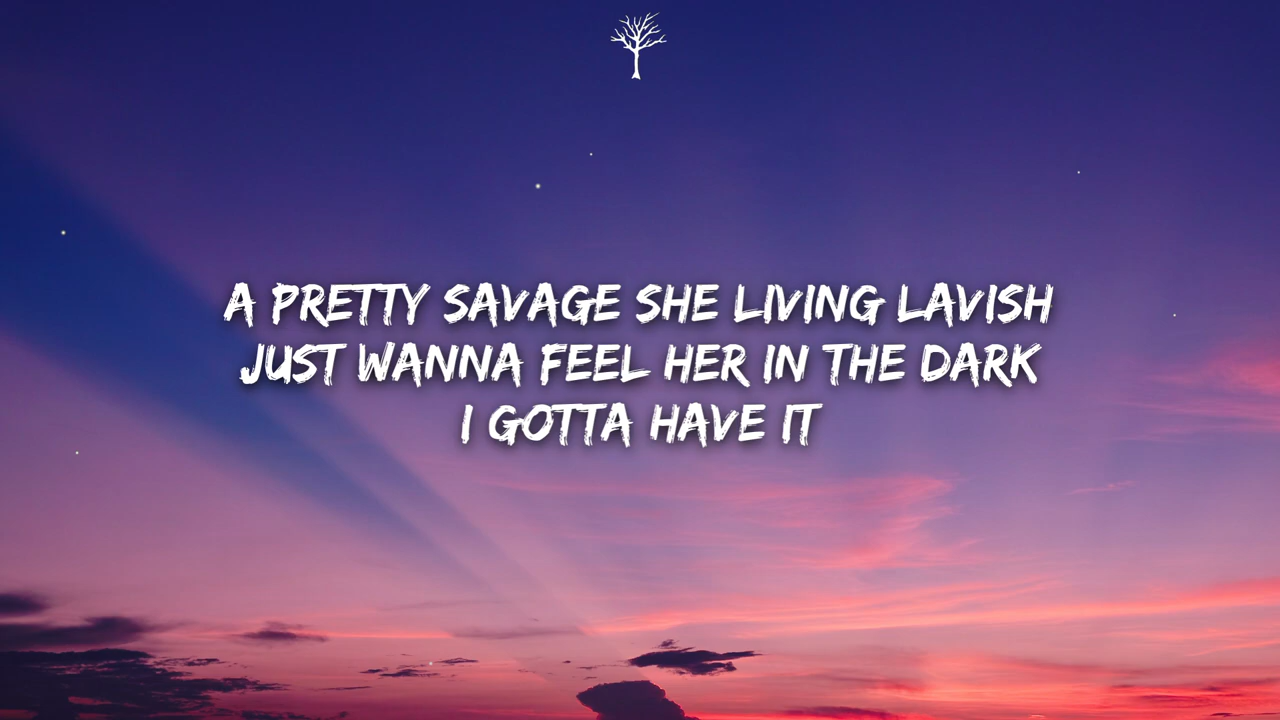 A PRETTY SAVAGE SHE LIVING LAVISH
JUST WANNA FEEL HER IN THE DARK
I GOTTA HAVE IT